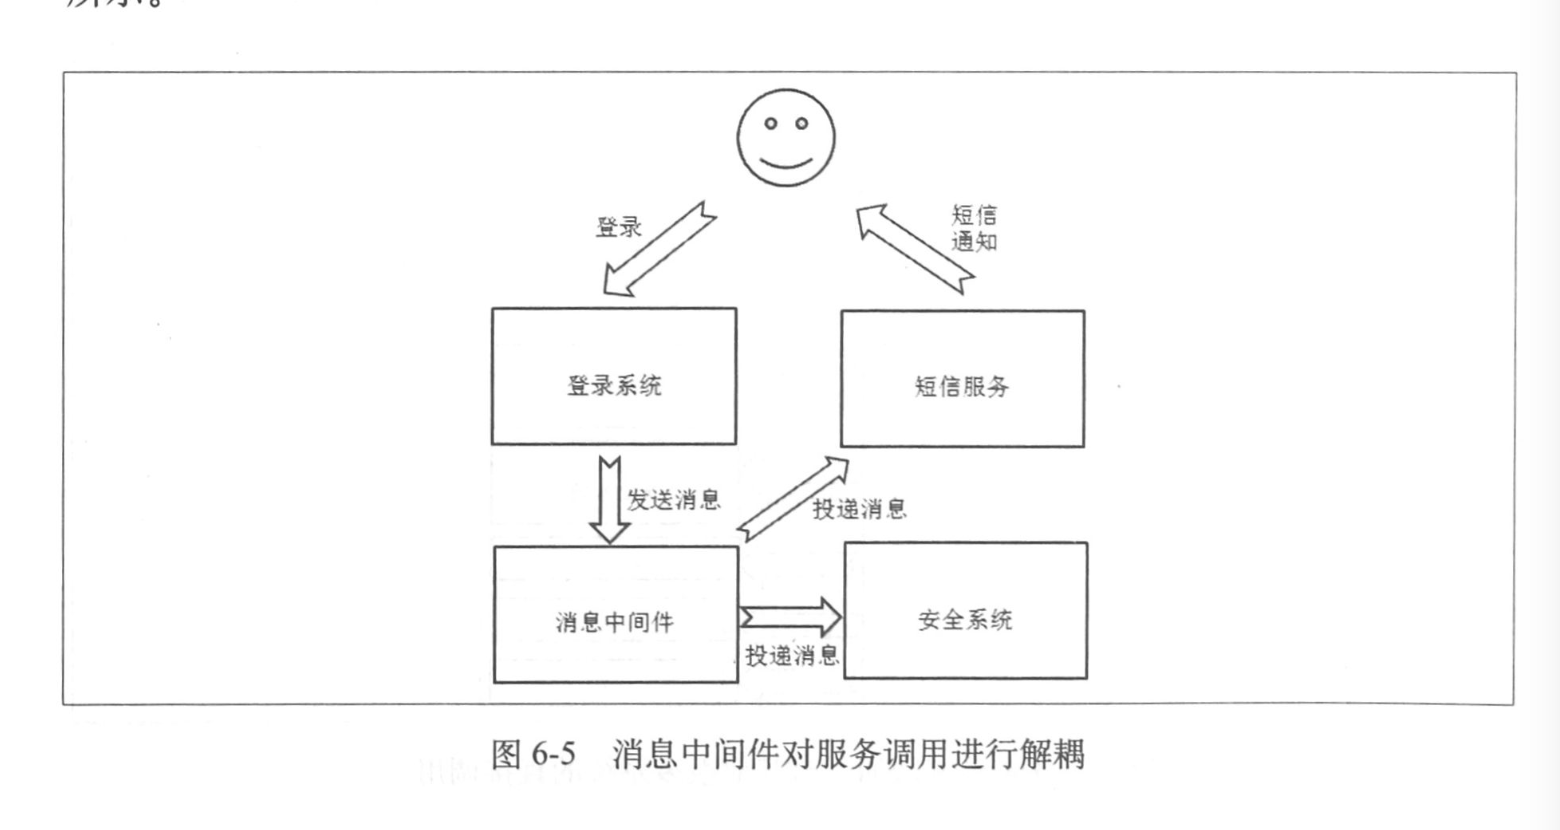 所示。
登录
短信
通知
登录系统
短信服务
发送消息
投递消息
消息中间件
安全系统
投递消息
图 6-5 消息中间件对服务调用进行解耦